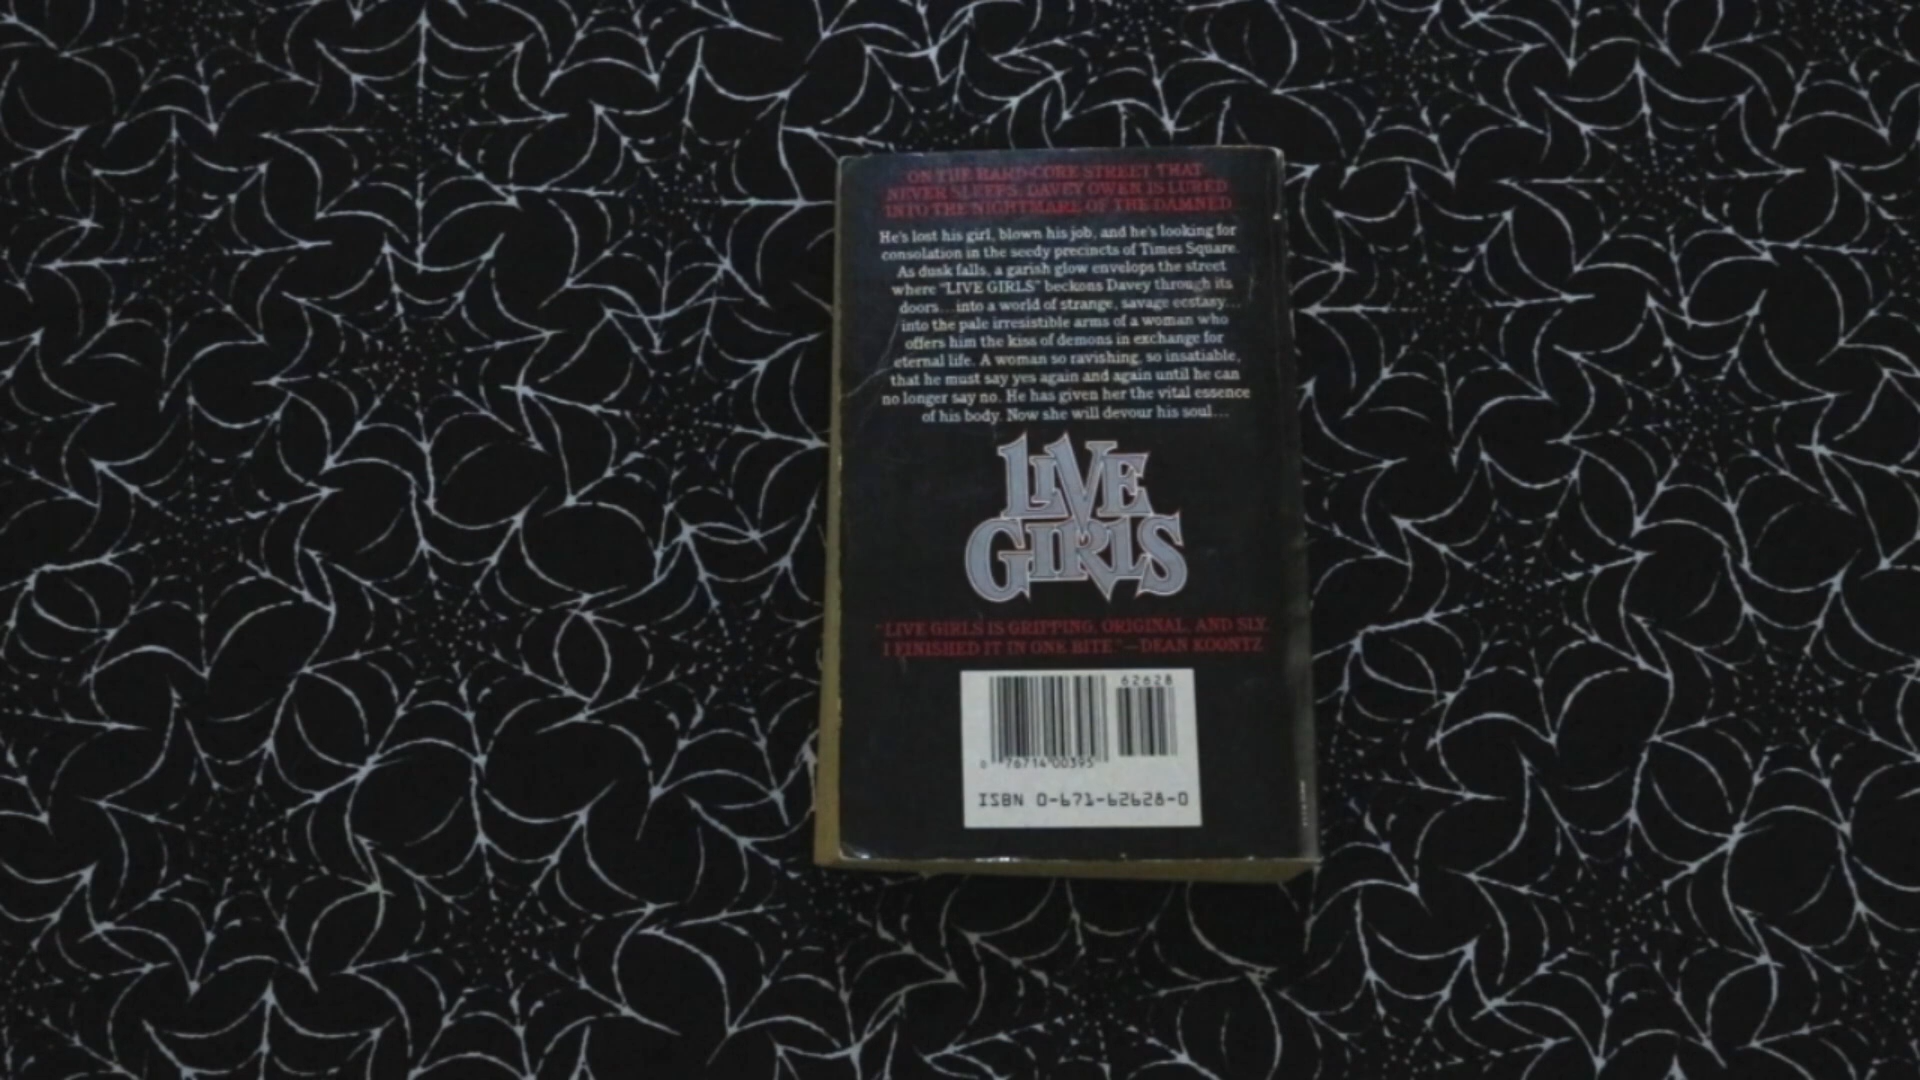 ON THE HARD-CORE STREET THAT
NEVER SLEEPS, DAVEY OWEN IS LURED
INTO THE NIGHTMARE OF THE DAMNED
He's lost his girl, blown his job, and he's looking for
consolation in the seedy precincts of Times Square.
As dusk falls, a garish glow envelops the street
where "LIVE GIRLS" beckons Davey through its
doors...into a world of strange, savage ecstasy...
into the pale irresistible arms of a woman who
offers him the kiss of demons in exchange for
eternal life. A woman so ravishing, so insatiable,
that he must say yes again and again until he can
no longer say no. He has given her the vital essence
of his body. Now she will devour his soul...
LIVE
GIRLS
"LIVE GIRLS IS GRIPPING, ORIGINAL, AND SLY.
I FINISHED IT IN ONE BITE."—DEAN KOONTZ
62628
0 76714 00395
ISBN 0-671-62628-0